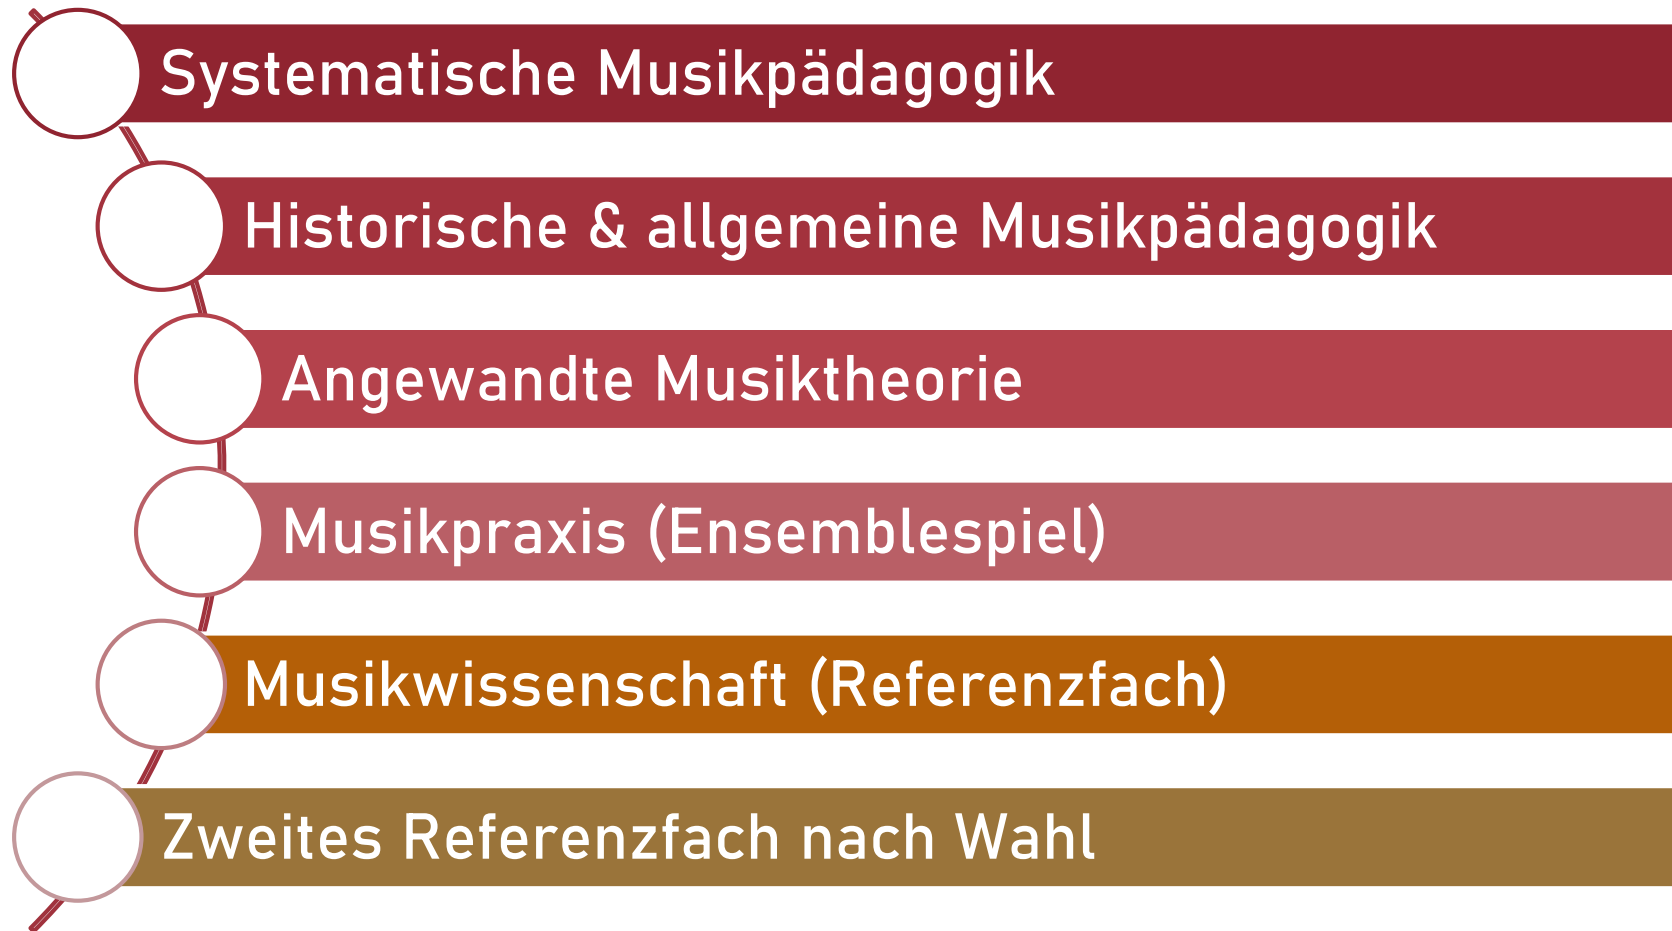 Systematische Musikpädagogik
Historische & allgemeine Musikpädagogik
Angewandte Musiktheorie
Musikpraxis (Ensemblespiel)
Musikwissenschaft (Referenzfach)
Zweites Referenzfach nach Wahl